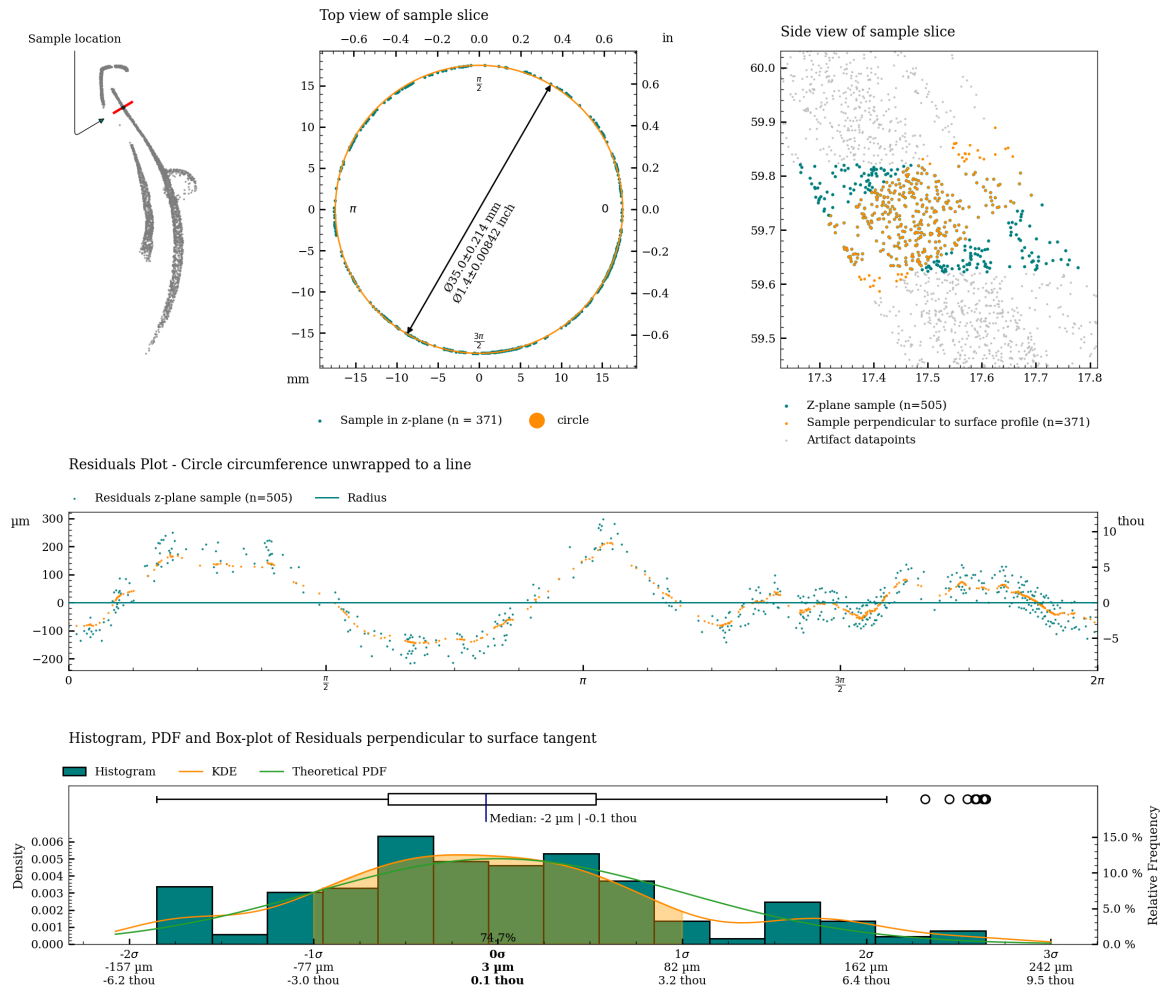 Sample location
Top view of sample slice
−0.6 −0.4 −0.2 0.0 0.2 0.4 0.6 in
15
10
5
0
−5
−10
−15
0.6
0.4
0.2
0.0
0.2
0.4
0.6
π/2
π
0
3π/2
Ø35.0±0.214 mm
Ø1.4±0.00842 inch
mm −15 −10 −5 0 5 10 15
Sample in z-plane (n = 371) circle
Side view of sample slice
60.0
59.9
59.8
59.7
59.6
59.5
17.3 17.4 17.5 17.6 17.7 17.8
Z-plane sample (n=505)
Sample perpendicular to surface profile (n=371)
Artifact datapoints
Residuals Plot - Circle circumference unwrapped to a line
Residuals z-plane sample (n=505) Radius
µm
300
200
100
0
−100
−200
thou
10
5
0
−5
0 π/2 π 3π/2 2π
Histogram, PDF and Box-plot of Residuals perpendicular to surface tangent
Histogram KDE Theoretical PDF
Median: -2 µm | -0.1 thou
Density
0.006
0.005
0.004
0.003
0.002
0.001
0.000
15.0 %
10.0 %
5.0 %
0.0 %
Relative Frequency
74.7%
-2σ -1σ 0σ 1σ 2σ 3σ
-157 µm -77 µm 3 µm 82 µm 162 µm 242 µm
-6.2 thou -3.0 thou 0.1 thou 3.2 thou 6.4 thou 9.5 thou